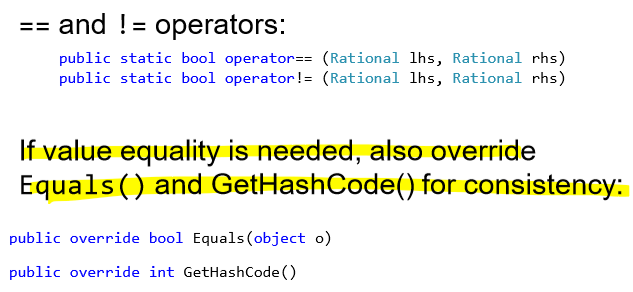 == and != operators:
public static bool operator== (Rational lhs, Rational rhs)
public static bool operator!= (Rational lhs, Rational rhs)
If value equality is needed, also override
Equals() and GetHashCode() for consistency:
public override bool Equals(object o)
public override int GetHashCode()